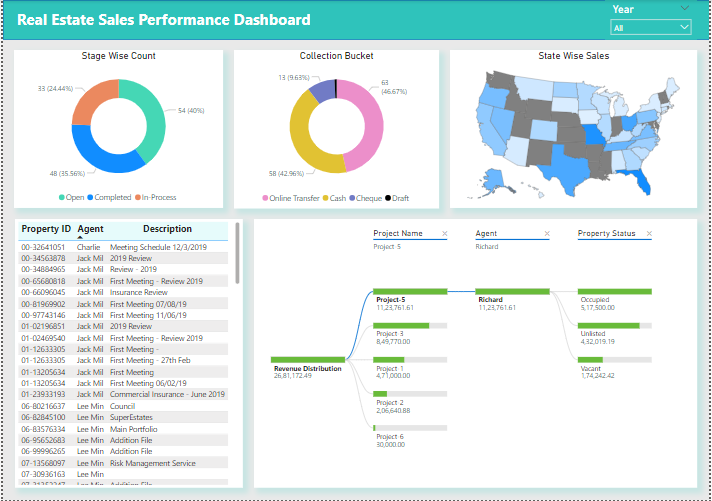 Real Estate Sales Performance Dashboard
Year
All
Stage Wise Count
33 (24.44%)
54 (40%)
48 (35.56%)
Open Completed In-Process
Collection Bucket
13 (9.63%)
63
(46.67%)
58 (42.96%)
Online Transfer Cash Cheque Draft
State Wise Sales
Property ID Agent Description
00-32641051 Charlie Meeting Schedule 12/3/2019
00-34563878 Jack Mil 2019 Review
00-34884965 Jack Mil Review - 2019
00-65680818 Jack Mil First Meeting - Review 2019
00-66096045 Jack Mil Insurance Review
00-81969902 Jack Mil First Meeting 07/08/19
00-97743146 Jack Mil First Meeting 11/06/19
01-02196851 Jack Mil 2019 Review
01-02469540 Jack Mil First Meeting - Review 2019
01-12633305 Jack Mil First Meeting -
01-12633305 Jack Mil First Meeting - 27th Feb
01-13205634 Jack Mil First Meeting
01-13205634 Jack Mil First Meeting 06/02/19
01-23933193 Jack Mil Commercial Insurance - June 2019
06-80216637 Lee Min Council
06-82845100 Lee Min SuperEstates
06-83576334 Lee Min Main Portfolio
06-95652683 Lee Min Addition File
06-99996265 Lee Min Addition File
07-13568097 Lee Min Risk Management Service
07-30936163 Lee Min
Lee Min Addition File
Project Name
Project-5
Agent
Richard
Property Status
Revenue Distribution
26,81,172.49
Project-5
11,23,761.61
Project 3
8,49,770.00
Project 1
4,71,000.00
Project-2
2,06,640.88
Project 6
30,000.00
Richard
11,23,761.61
Occupied
5,17,500.00
Unlisted
4,32,019.19
Vacant
1,74,242.42